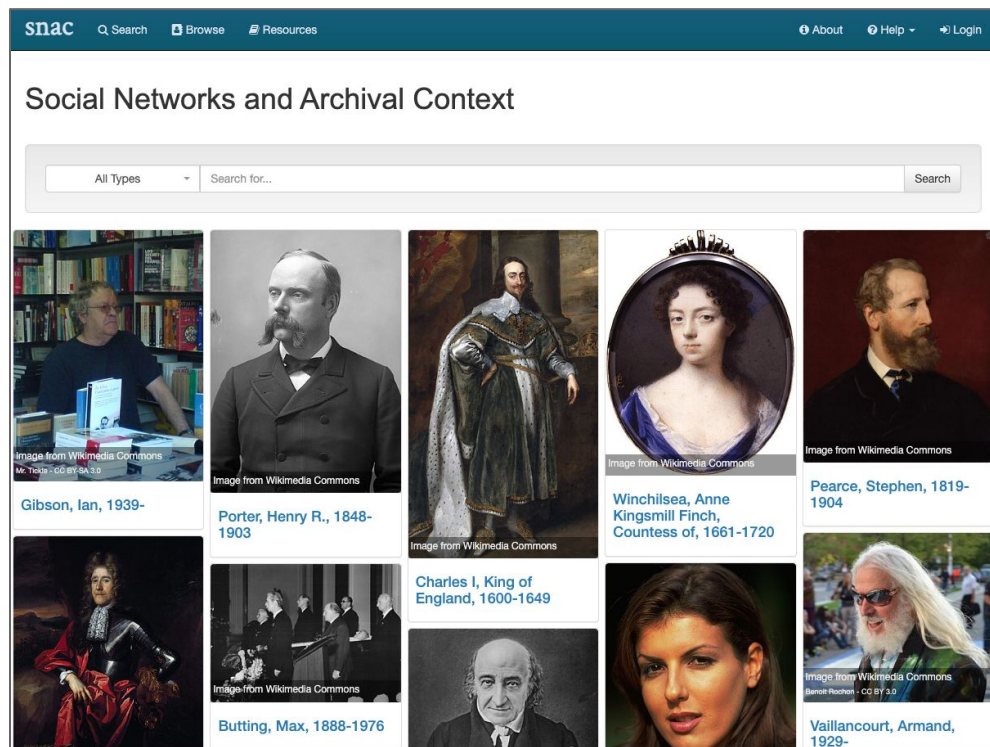 snac Search Browse Resources About Help Login
Social Networks and Archival Context
All Types Search for... Search
Image from Wikimedia Commons
Mr. Tickle - CC BY-SA 3.0
Gibson, Ian, 1939-
Image from Wikimedia Commons
Porter, Henry R., 1848-
1903
Image from Wikimedia Commons
Charles I, King of
England, 1600-1649
Image from Wikimedia Commons
Winchilsea, Anne
Kingsmill Finch,
Countess of, 1661-1720
Image from Wikimedia Commons
Pearce, Stephen, 1819-
1904
Image from Wikimedia Commons
Butting, Max, 1888-1976
Image from Wikimedia Commons
Benoit Rochon - CC BY 3.0
Vaillancourt, Armand,
1929-